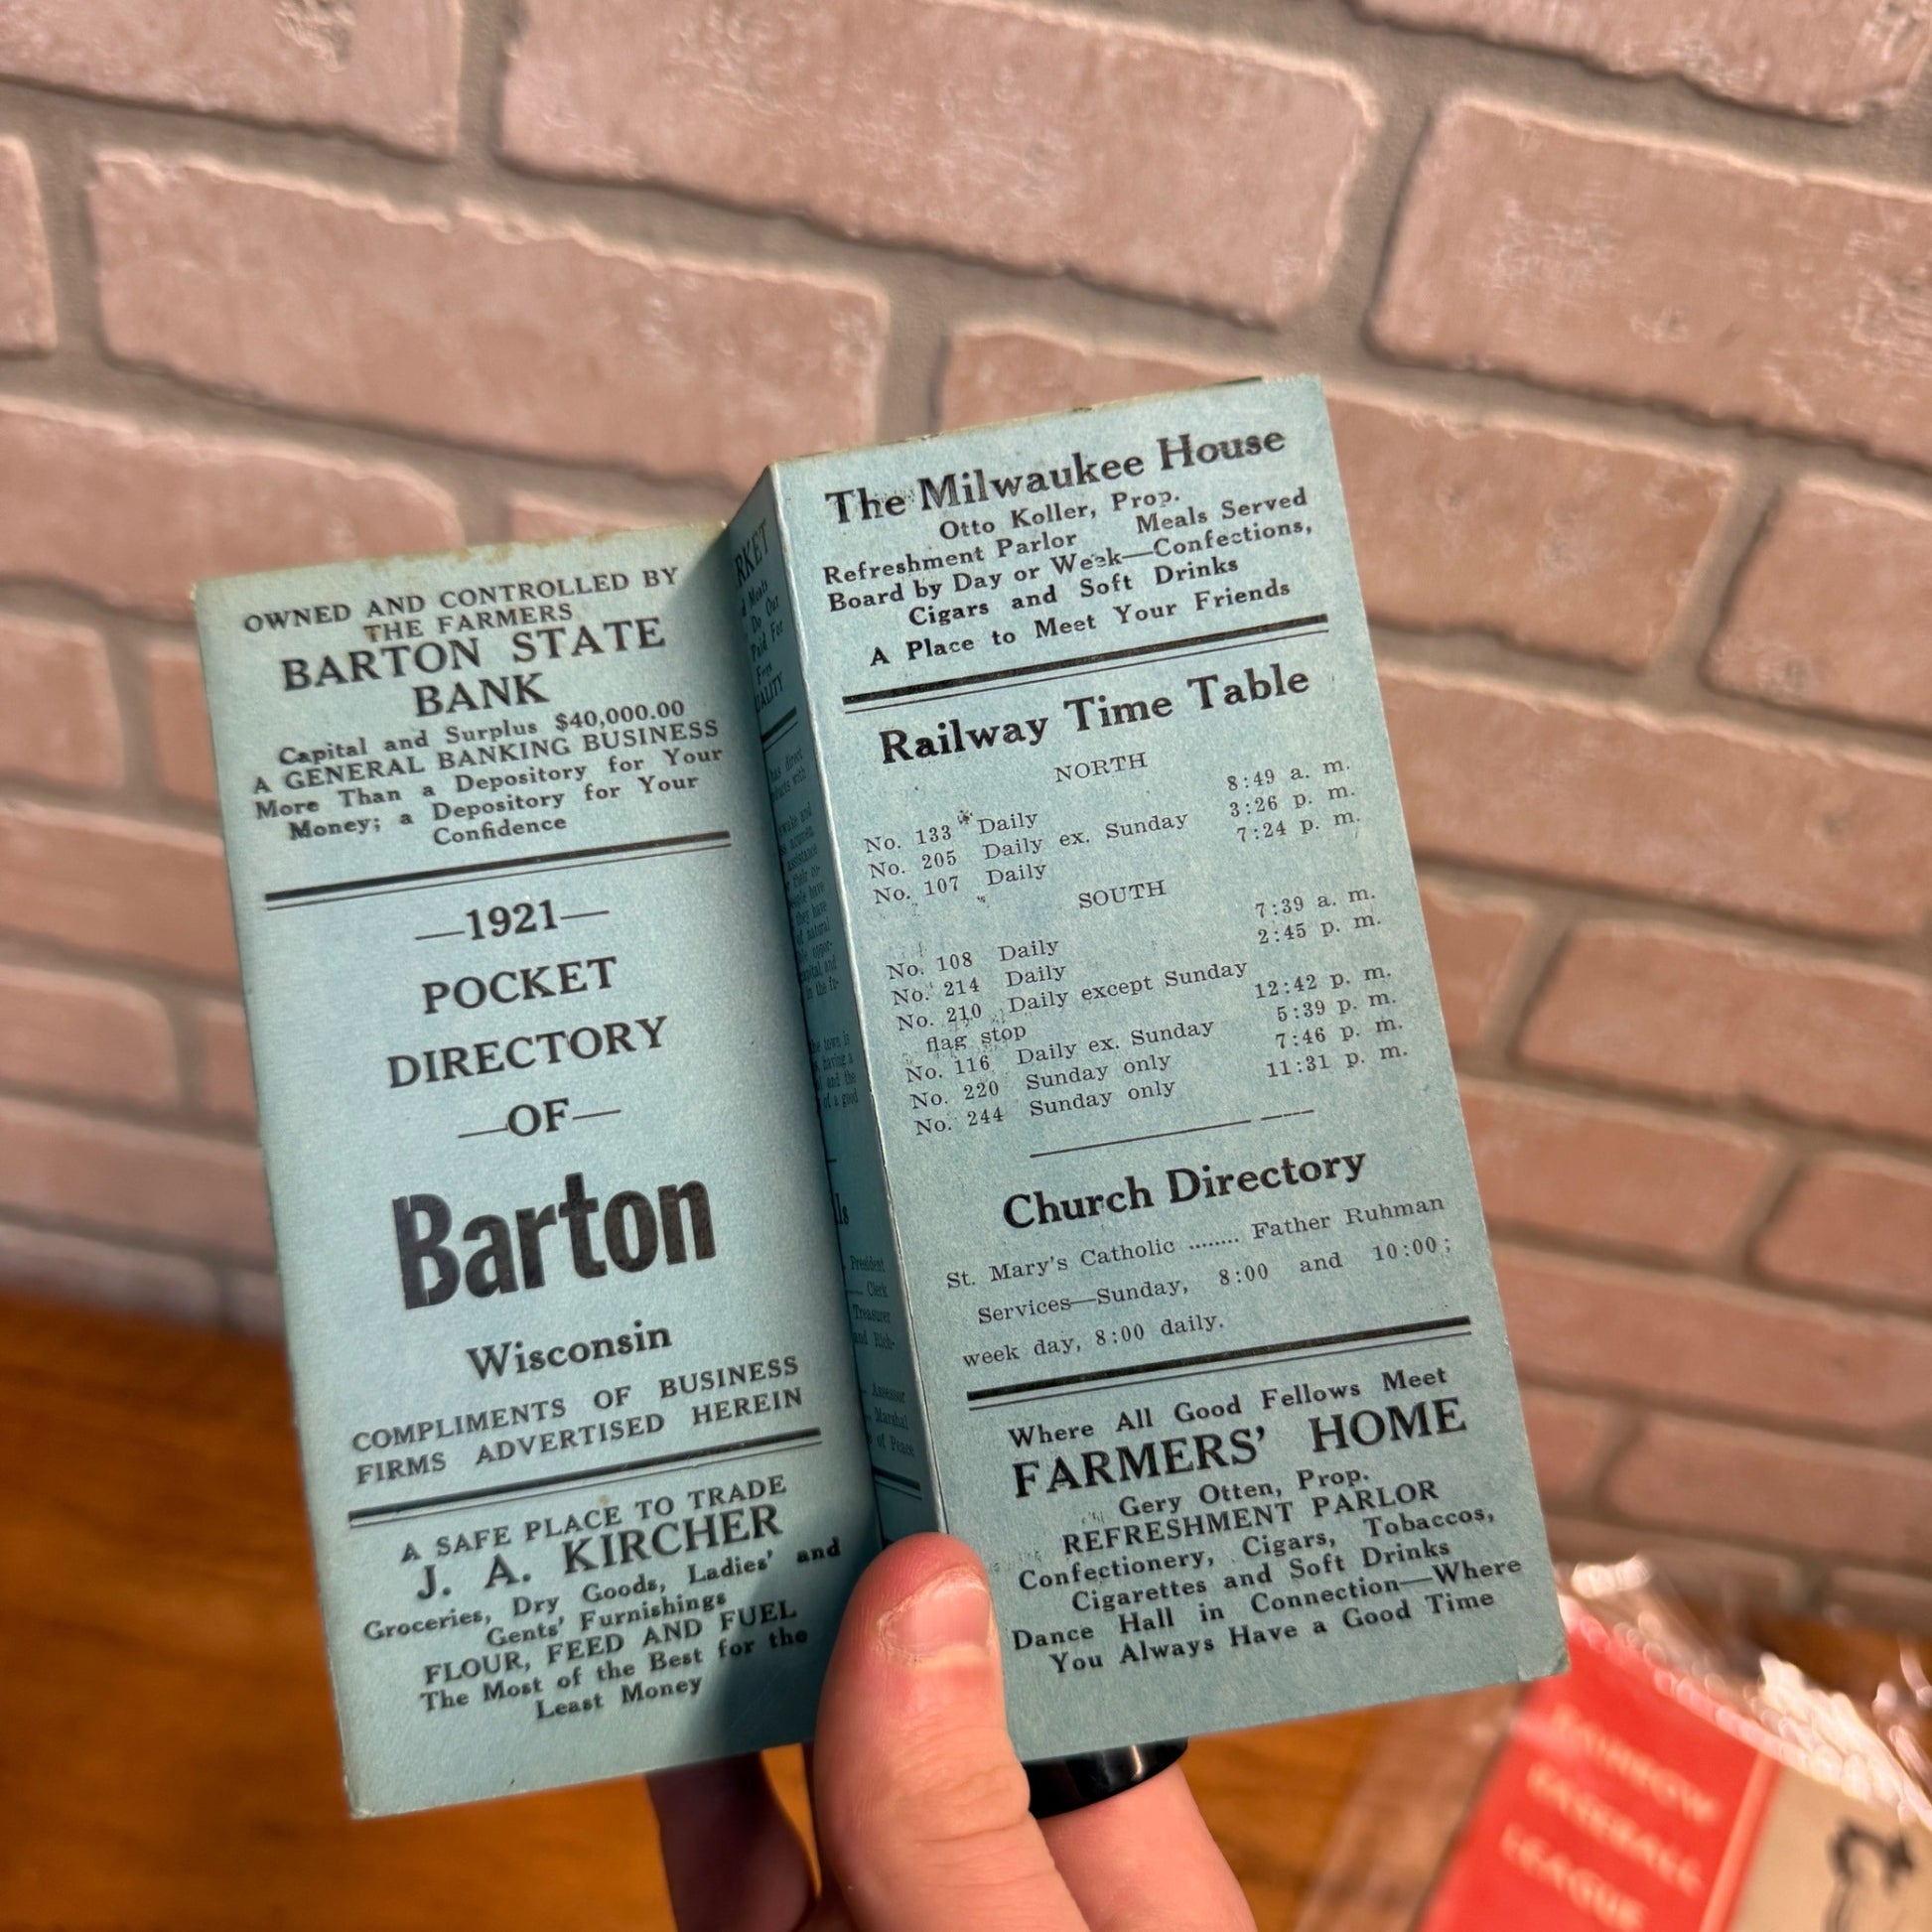 OWNED AND CONTROLLED BY
THE FARMERS
BARTON STATE
BANK
Capital and Surplus $40,000.00
A GENERAL BANKING BUSINESS
More Than a Depository for Your
Money; a Depository for Your
Confidence
—1921—
POCKET
DIRECTORY
—OF—
Barton
Wisconsin
COMPLIMENTS OF BUSINESS
FIRMS ADVERTISED HEREIN
A SAFE PLACE TO TRADE
J. A. KIRCHER
Groceries, Dry Goods, Ladies' and
Gents' Furnishings
FLOUR, FEED AND FUEL
The Most of the Best for the
Least Money
The Milwaukee House
Otto Koller, Prop.
Refreshment Parlor Meals Served
Board by Day or Week—Confections,
Cigars and Soft Drinks
A Place to Meet Your Friends
Railway Time Table
NORTH
No. 133 Daily 8:49 a. m.
No. 205 Daily ex. Sunday 3:26 p. m.
No. 107 Daily 7:24 p. m.
SOUTH
No. 108 Daily 7:39 a. m.
No. 214 Daily 2:45 p. m.
No. 210 Daily except Sunday
flag stop 12:42 p. m.
No. 116 Daily ex. Sunday 5:39 p. m.
No. 220 Sunday only 7:46 p. m.
No. 244 Sunday only 11:31 p. m.
Church Directory
St. Mary's Catholic ........ Father Ruhman
Services—Sunday, 8:00 and 10:00;
week day, 8:00 daily.
Where All Good Fellows Meet
FARMERS' HOME
Gery Otten, Prop.
REFRESHMENT PARLOR
Confectionery, Cigars, Tobaccos,
Cigarettes and Soft Drinks
Dance Hall in Connection—Where
You Always Have a Good Time
President
Clerk
Treasurer
Assessor
Marshal
of Peace
BASEBALL
LEAGUE